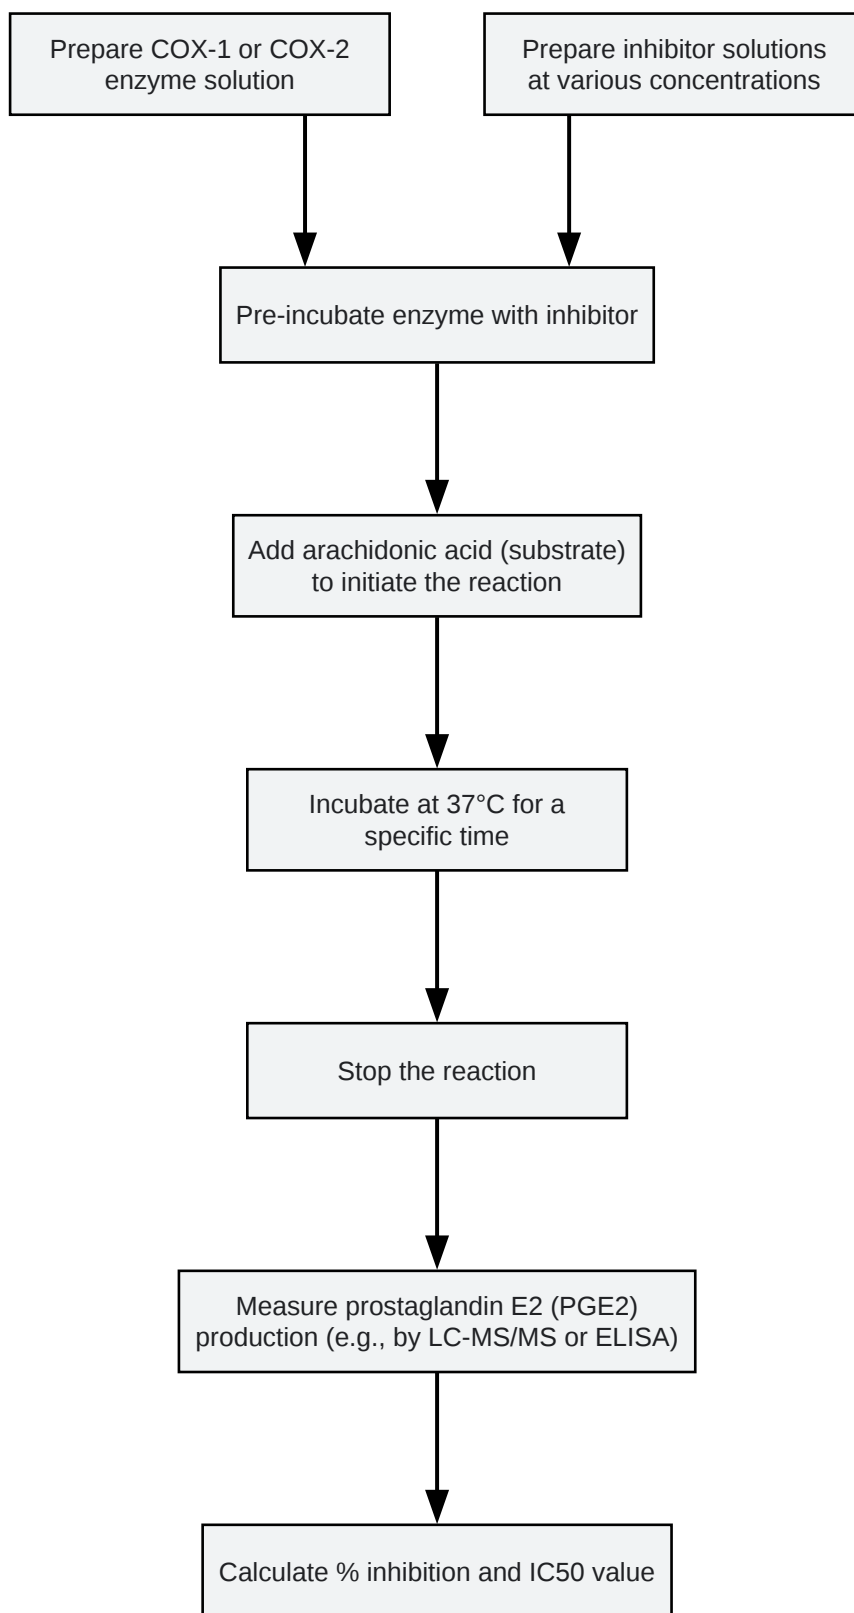 Prepare COX-1 or COX-2
enzyme solution
Prepare inhibitor solutions
at various concentrations
Pre-incubate enzyme with inhibitor
Add arachidonic acid (substrate)
to initiate the reaction
Incubate at 37°C for a
specific time
Stop the reaction
Measure prostaglandin E2 (PGE2)
production (e.g., by LC-MS/MS or ELISA)
Calculate % inhibition and IC50 value